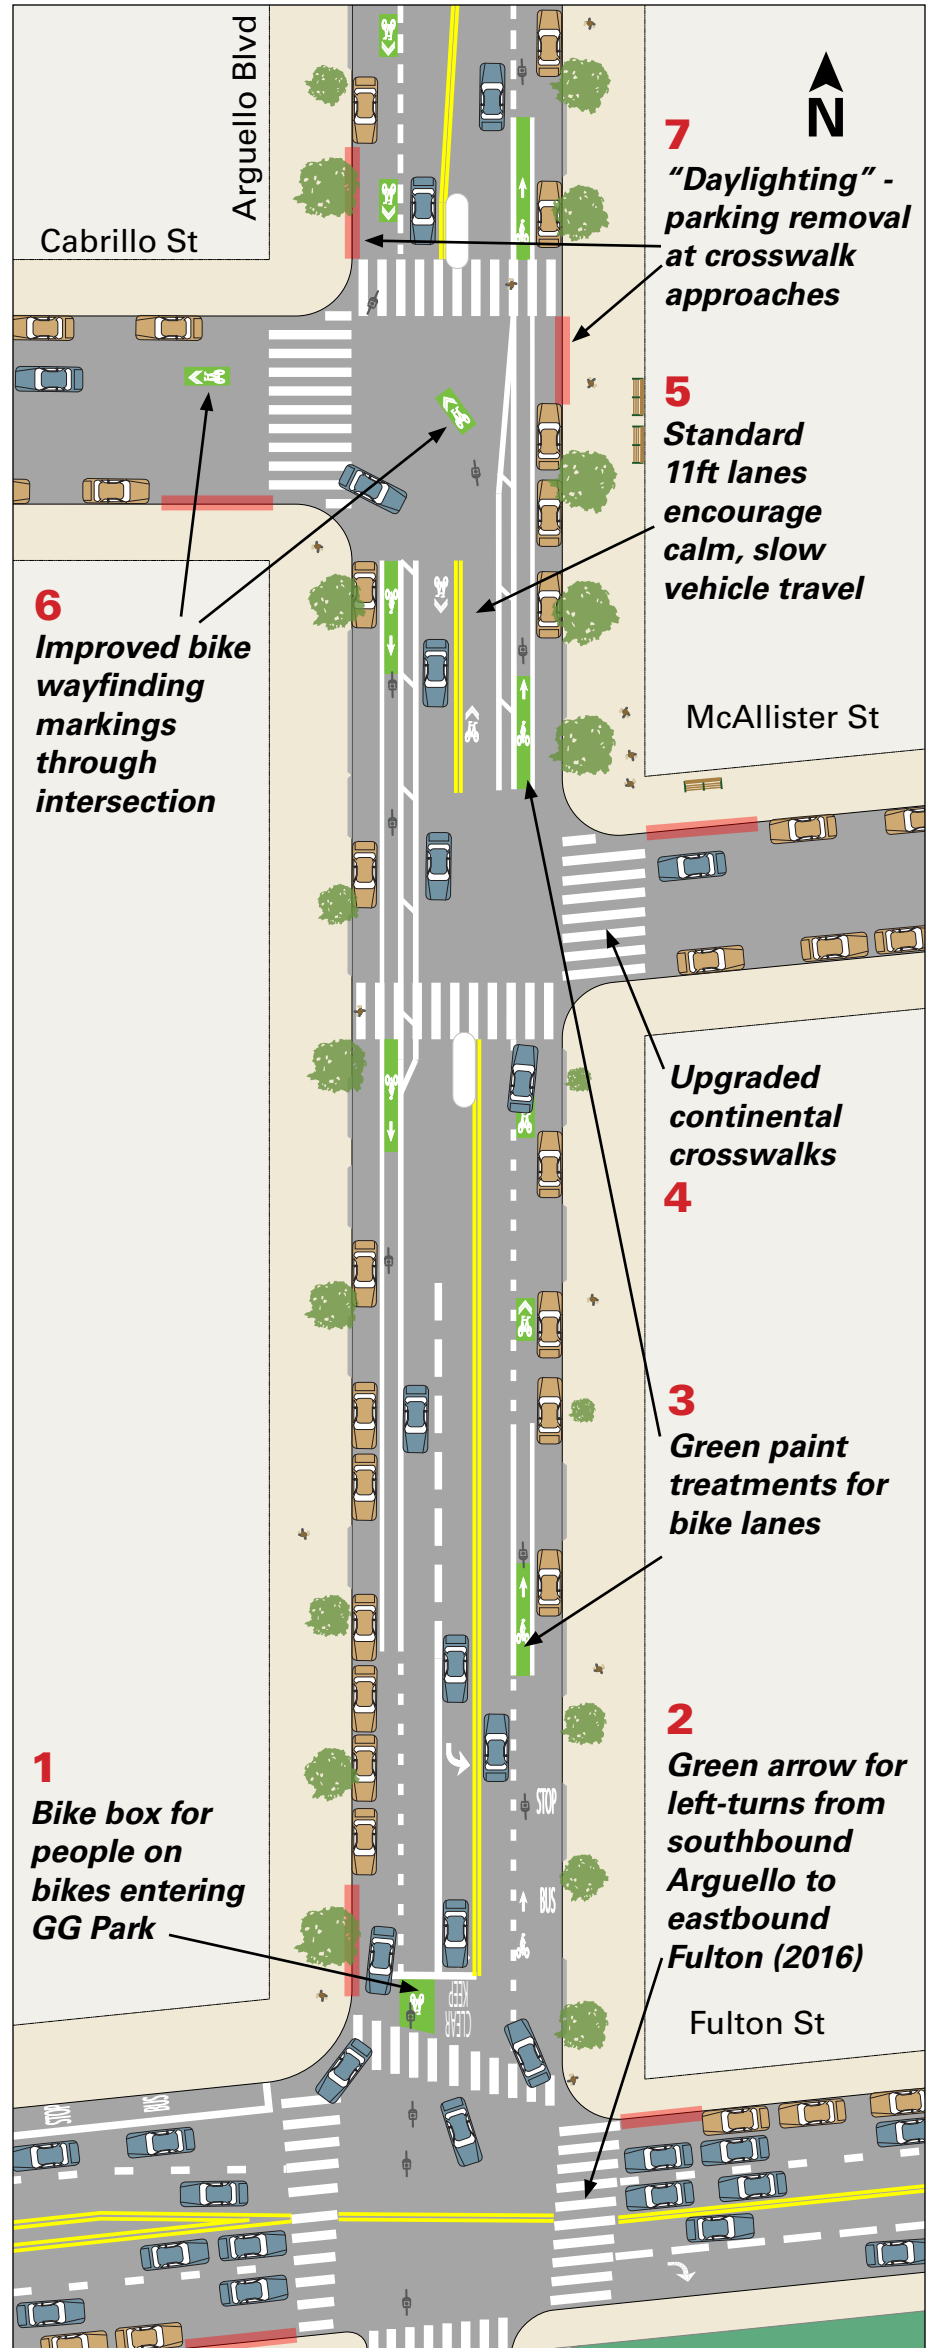 Arguello Blvd
N
Cabrillo St
7
“Daylighting” -
parking removal
at crosswalk
approaches
5
Standard
11ft lanes
encourage
calm, slow
vehicle travel
6
Improved bike
wayfinding
markings
through
intersection
McAllister St
Upgraded
continental
crosswalks
4
3
Green paint
treatments for
bike lanes
1
Bike box for
people on
bikes entering
GG Park
2
Green arrow for
left-turns from
southbound
Arguello to
eastbound
Fulton (2016)
STOP
BUS
KEEP
CLEAR
Fulton St
STOP
BUS